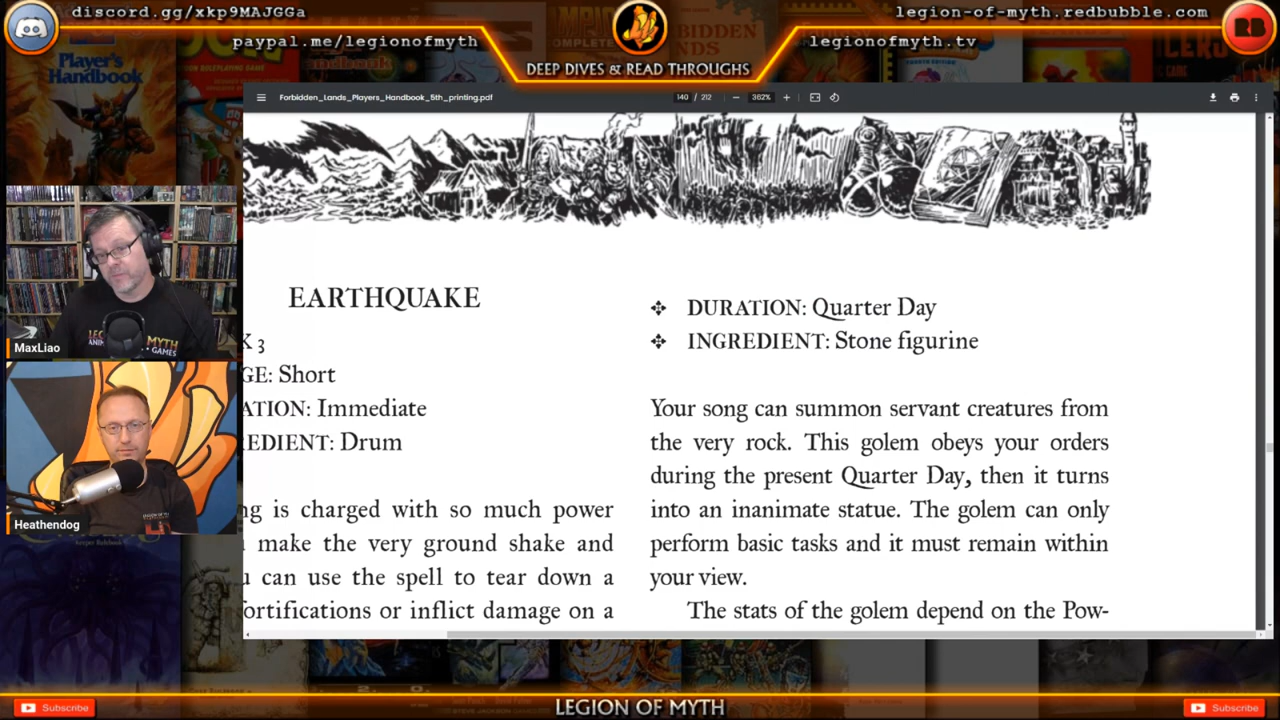 discord.gg/xkp9MAJGGa
legion-of-myth.redbubble.com
paypal.me/legionofmyth
legionofmyth.tv
DEEP DIVES & READ THROUGHS
Player's
Handbook
Forbidden_Lands_Players_Handbook_5th_printing.pdf
140 / 212
362%
EARTHQUAKE
K 3
GE: Short
ATION: Immediate
EDIENT: Drum
ng is charged with so much power
make the very ground shake and
u can use the spell to tear down a
fortifications or inflict damage on a
DURATION: Quarter Day
INGREDIENT: Stone figurine
Your song can summon servant creatures from
the very rock. This golem obeys your orders
during the present Quarter Day, then it turns
into an inanimate statue. The golem can only
perform basic tasks and it must remain within
your view.
The stats of the golem depend on the Pow-
MaxLiao
Heathendog
Subscribe
LEGION OF MYTH
Subscribe